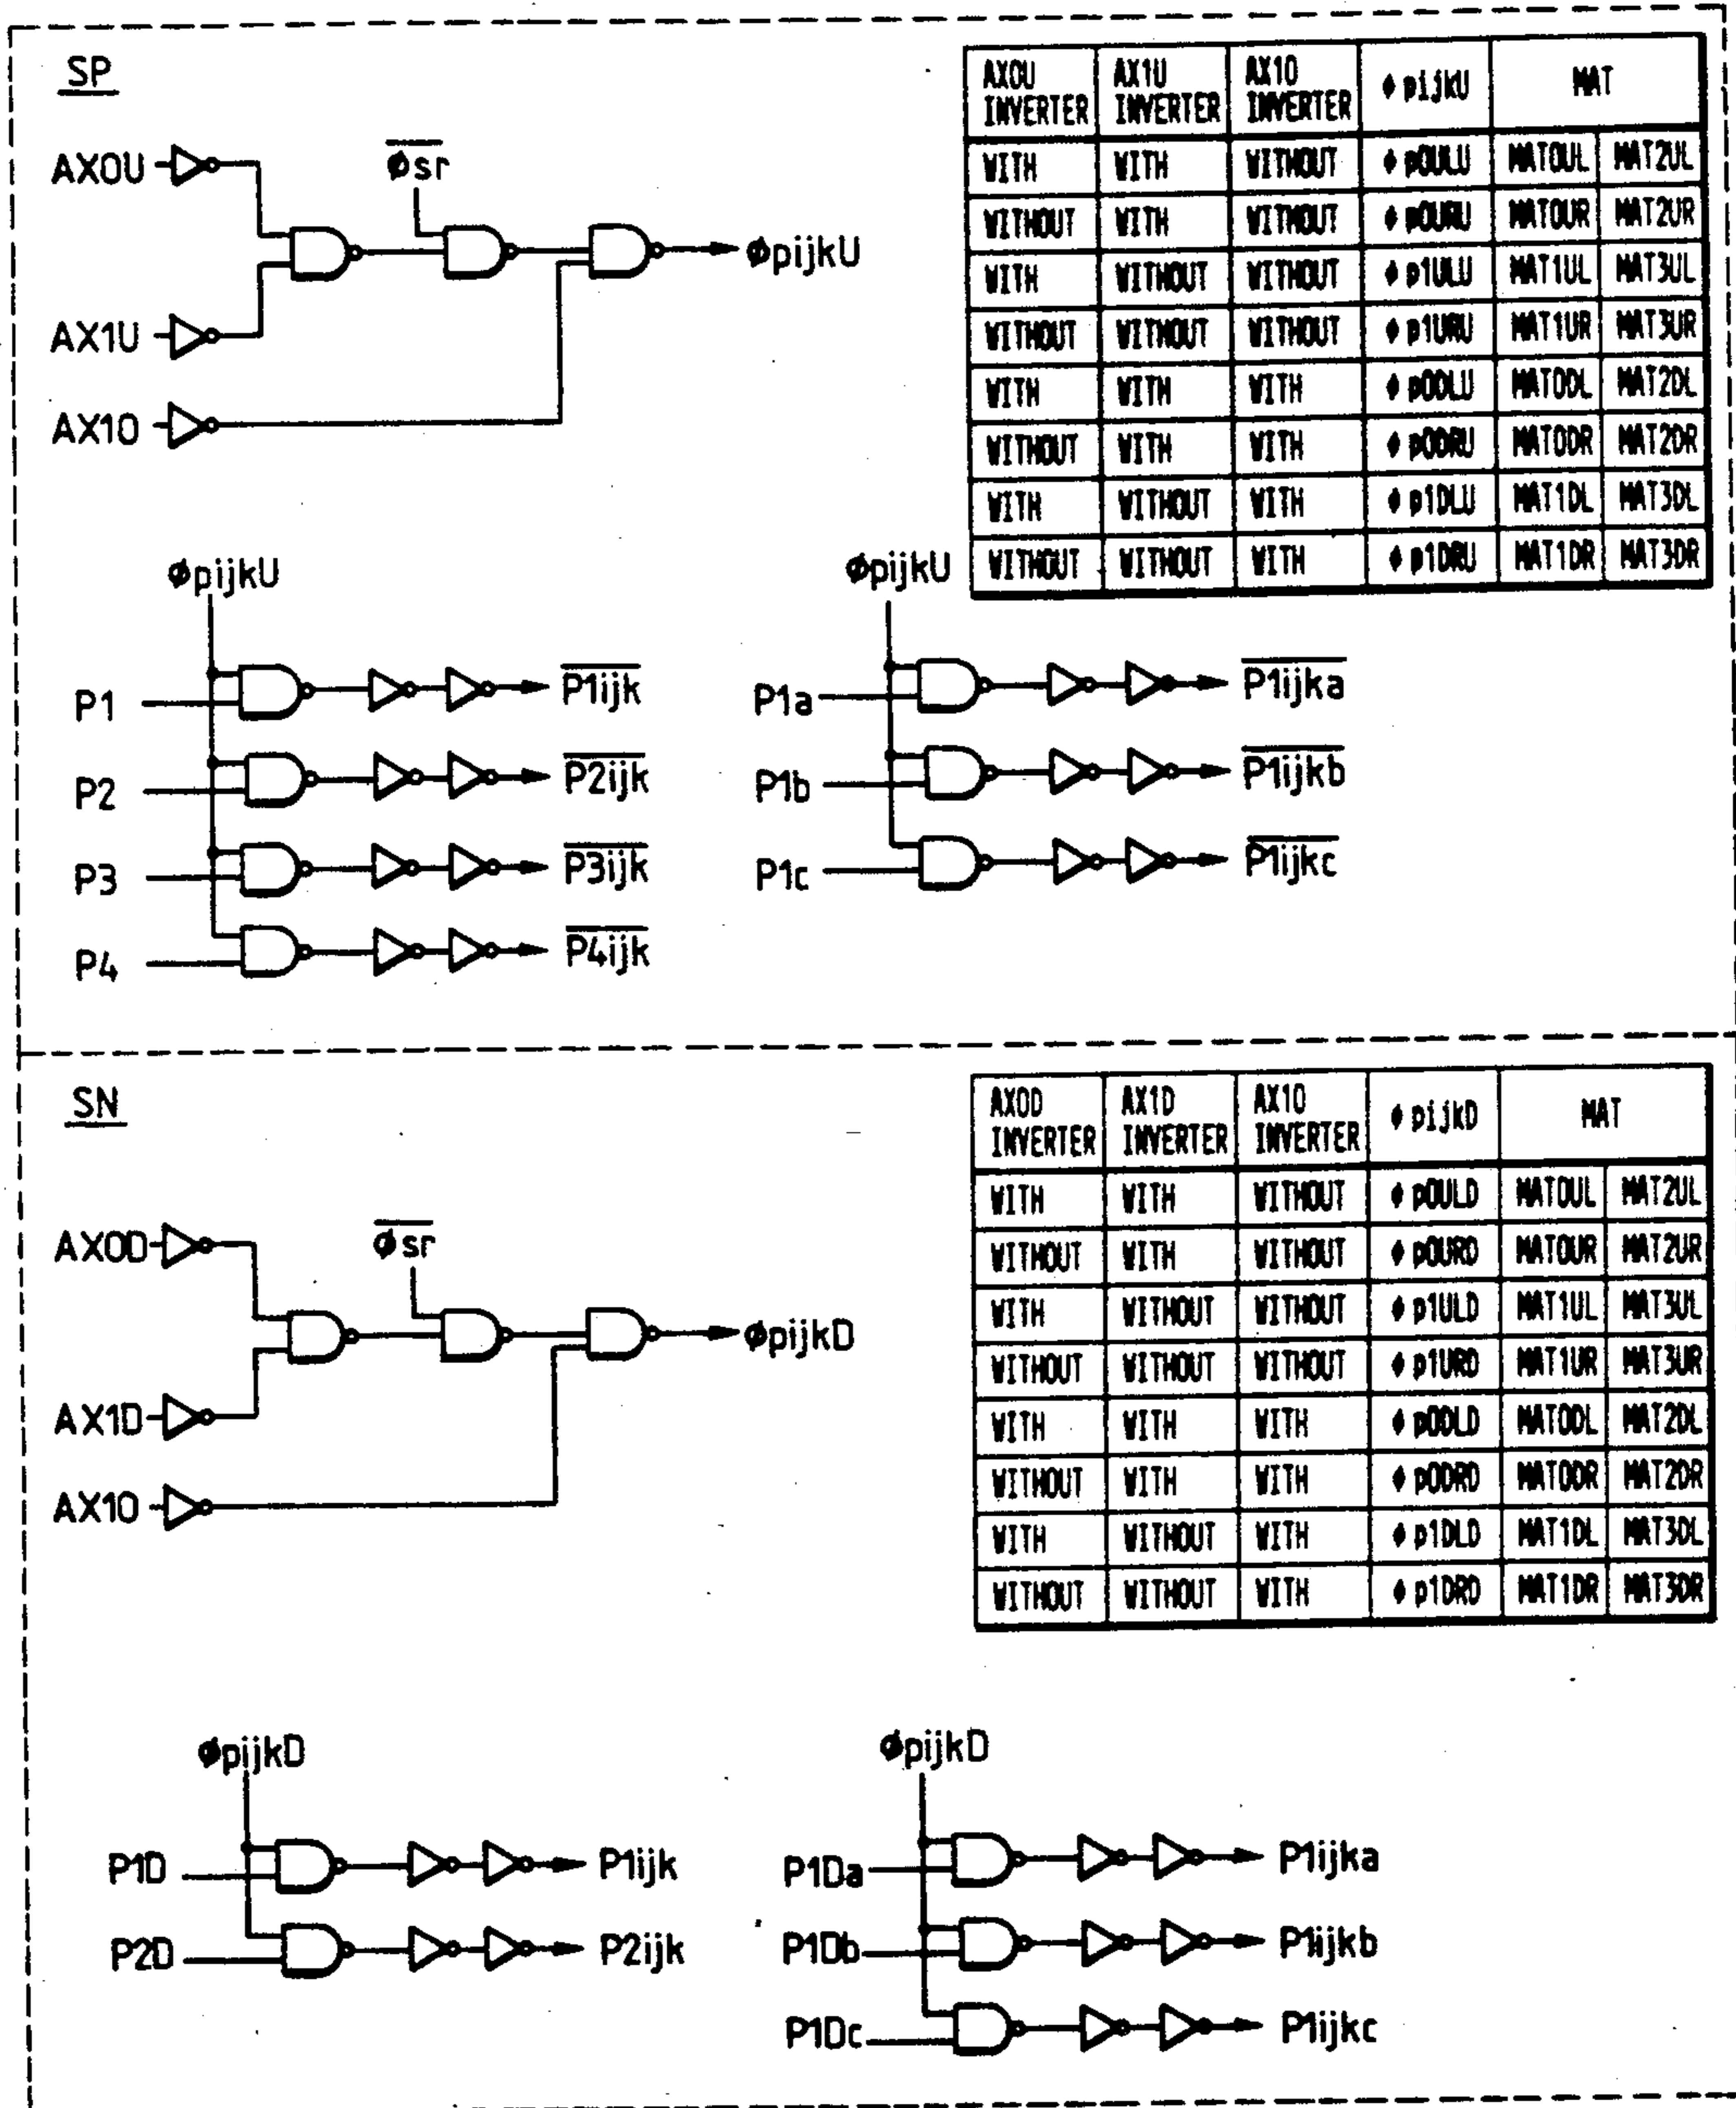 SP
AX0U
AX1U
AX10
φsr
φpijkU
AX0U INVERTER AX1U INVERTER AX10 INVERTER φpijkU MAT
WITH WITH WITHOUT φp0ULU MAT0UL MAT2UL
WITHOUT WITH WITHOUT φp0URU MAT0UR MAT2UR
WITH WITHOUT WITHOUT φp1ULU MAT1UL MAT3UL
WITHOUT WITHOUT WITHOUT φp1URU MAT1UR MAT3UR
WITH WITH WITH φp0DLU MAT0DL MAT2DL
WITHOUT WITH WITH φp0DRU MAT0DR MAT2DR
WITH WITHOUT WITH φp1DLU MAT1DL MAT3DL
WITHOUT WITHOUT WITH φp1DRU MAT1DR MAT3DR
φpijkU
P1 P1ijk
P2 P2ijk
P3 P3ijk
P4 P4ijk
φpijkU
P1a P1ijka
P1b P1ijkb
P1c P1ijkc
SN
AX0D
AX1D
AX10
φsr
φpijkD
AX0D INVERTER AX1D INVERTER AX10 INVERTER φpijkD MAT
WITH WITH WITHOUT φp0ULD MAT0UL MAT2UL
WITHOUT WITH WITHOUT φp0URD MAT0UR MAT2UR
WITH WITHOUT WITHOUT φp1ULD MAT1UL MAT3UL
WITHOUT WITHOUT WITHOUT φp1URD MAT1UR MAT3UR
WITH WITH WITH φp0DLD MAT0DL MAT2DL
WITHOUT WITH WITH φp0DRD MAT0DR MAT2DR
WITH WITHOUT WITH φp1DLD MAT1DL MAT3DL
WITHOUT WITHOUT WITH φp1DRD MAT1DR MAT3DR
φpijkD
P1D P1ijk
P2D P2ijk
φpijkD
P1Da P1ijka
P1Db P1ijkb
P1Dc P1ijkc